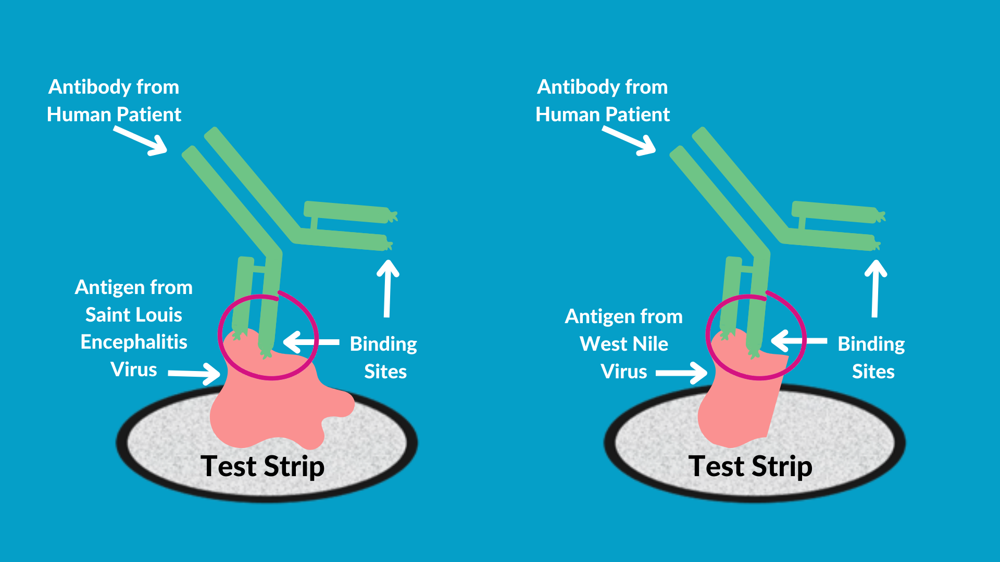 Antibody from
Human Patient
Antigen from
Saint Louis
Encephalitis
Virus
Binding
Sites
Test Strip
Antibody from
Human Patient
Antigen from
West Nile
Virus
Binding
Sites
Test Strip